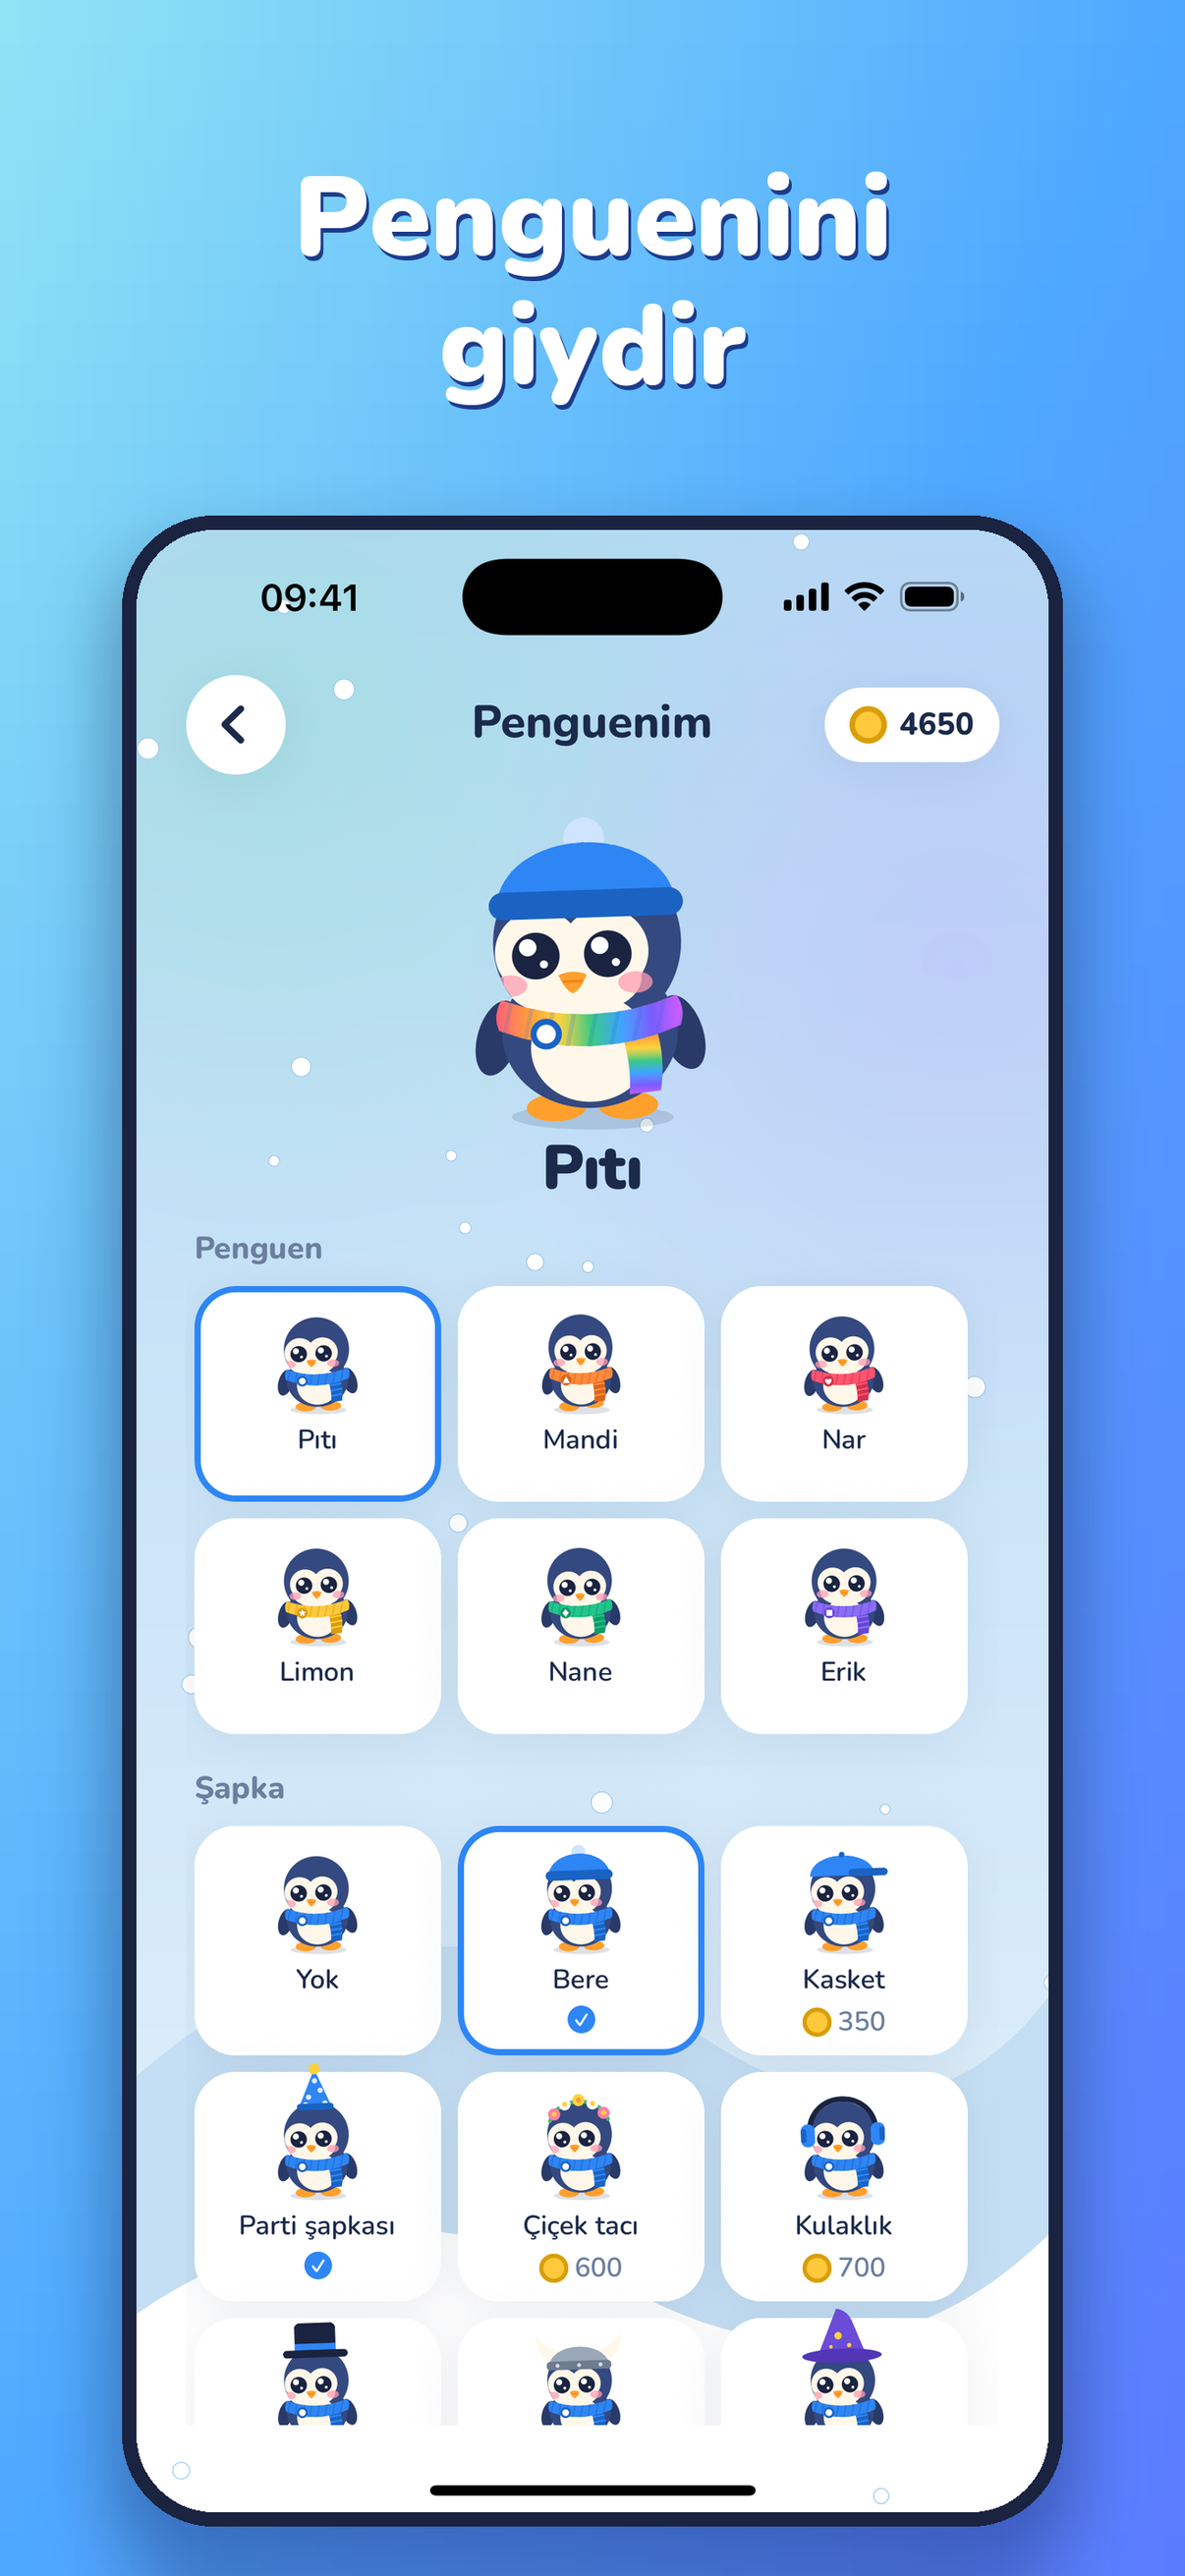 Penguenini
giydir
09:41
Penguenim
4650
Pıtı
Penguen
Pıtı
Mandi
Nar
Limon
Nane
Erik
Şapka
Yok
Bere
Kasket
350
Parti şapkası
Çiçek tacı
600
Kulaklık
700